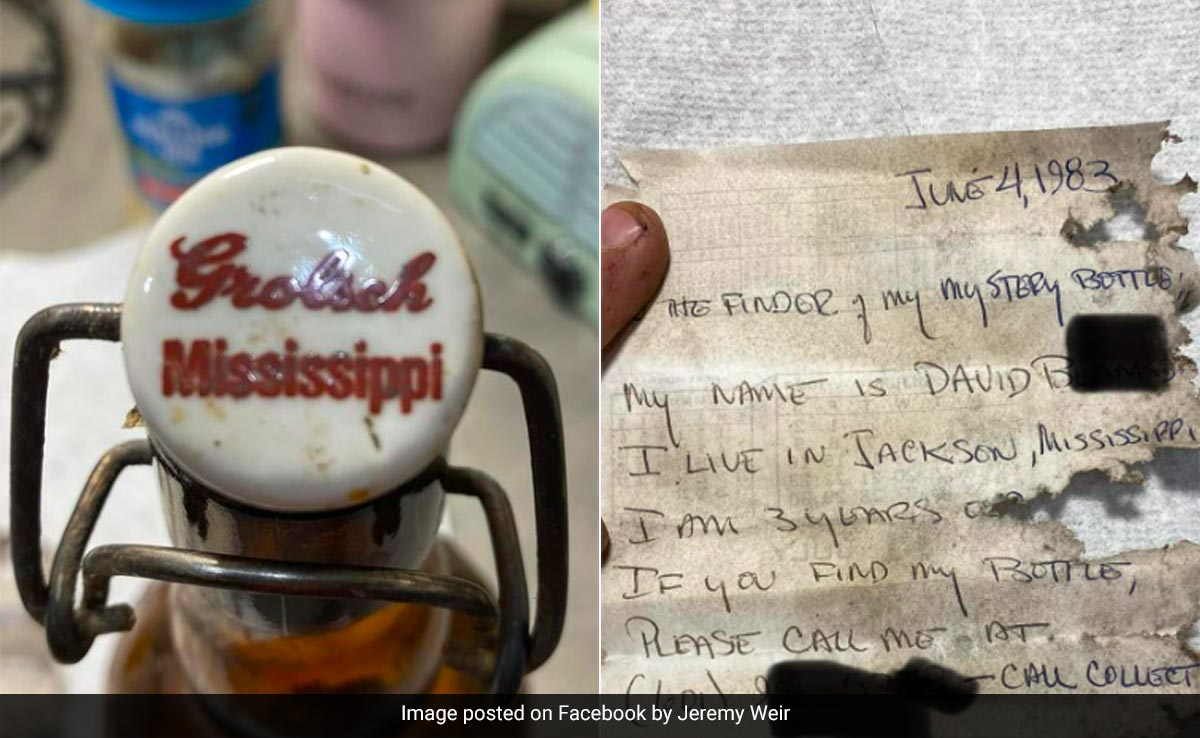 Grolsch
Mississippi
JUNE 4, 1983
THE FINDER of my mySTERY BOTTLE,
my NAME IS DAVID
I LIVE IN JACKSON, MISSISSIPPI
I AM 3 YEARS
IF YOU FIND my BOTTLE,
PLEASE CALL ME AT
(601) — CALL COLLECT
Image posted on Facebook by Jeremy Weir